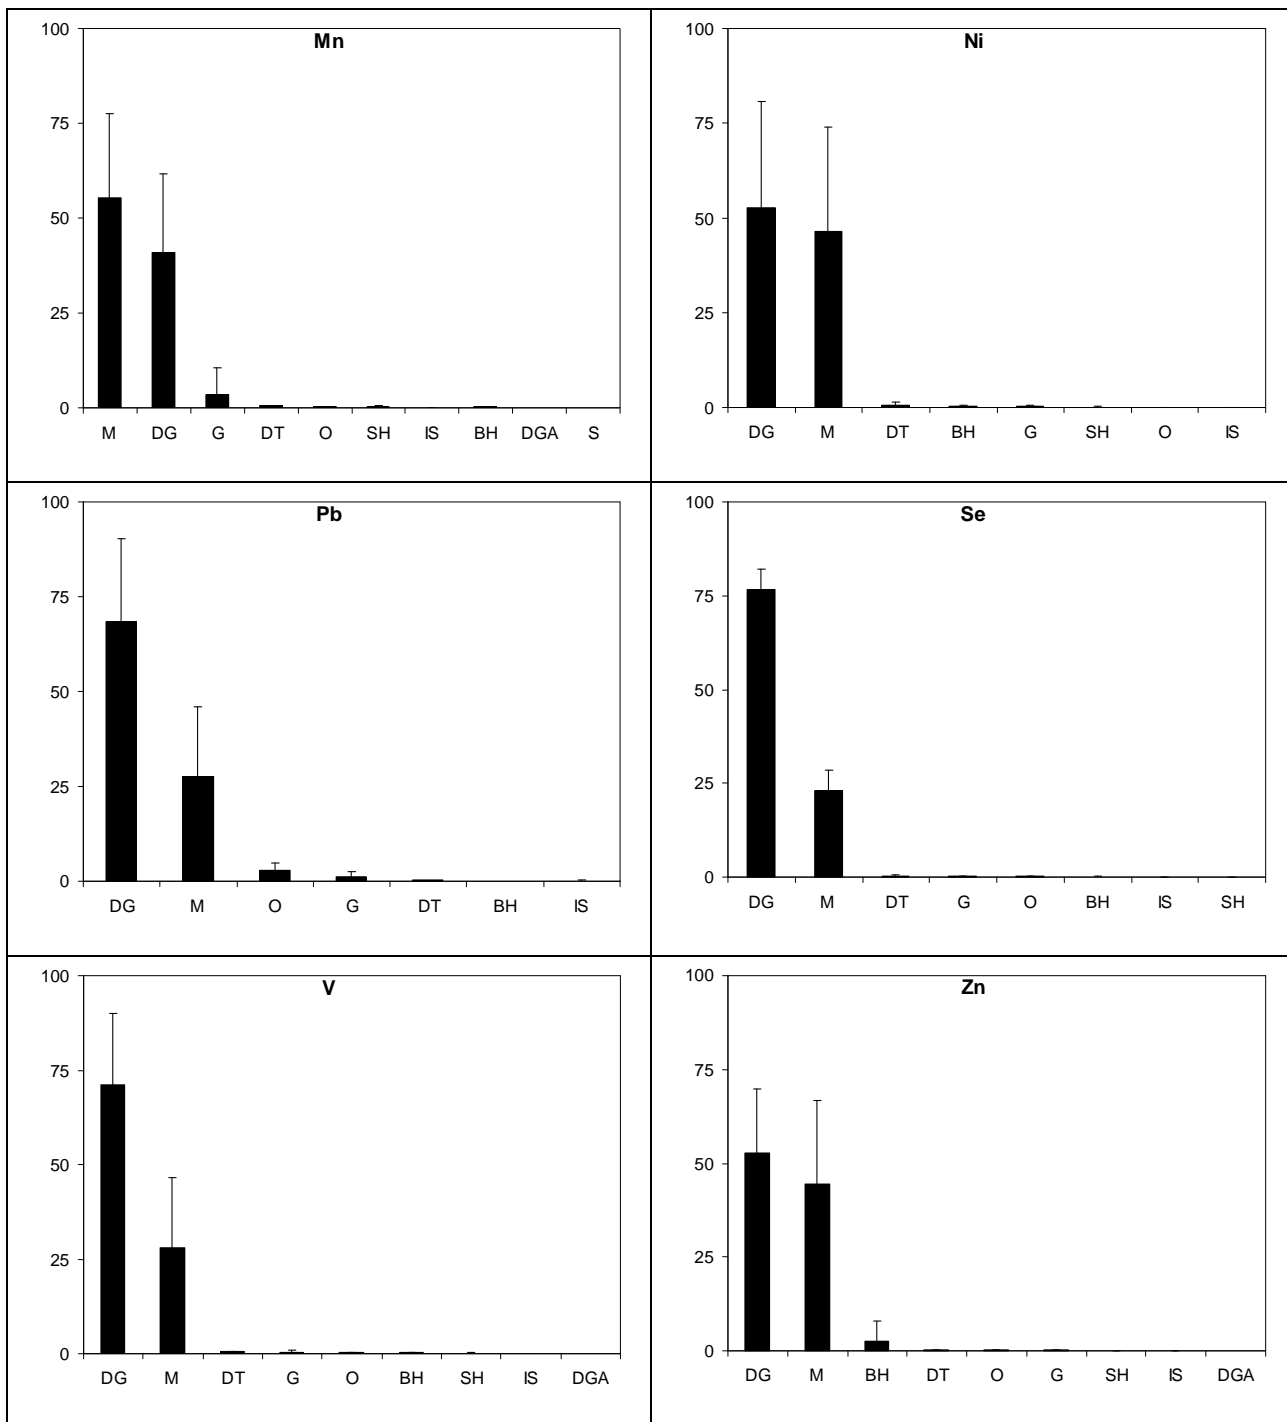 Mn
100
75
50
25
0
M DG G DT O SH IS BH DGA S
Ni
100
75
50
25
0
DG M DT BH G SH O IS
Pb
100
75
50
25
0
DG M O G DT BH IS
Se
100
75
50
25
0
DG M DT G O BH IS SH
V
100
75
50
25
0
DG M DT G O BH SH IS DGA
Zn
100
75
50
25
0
DG M BH DT O G SH IS DGA